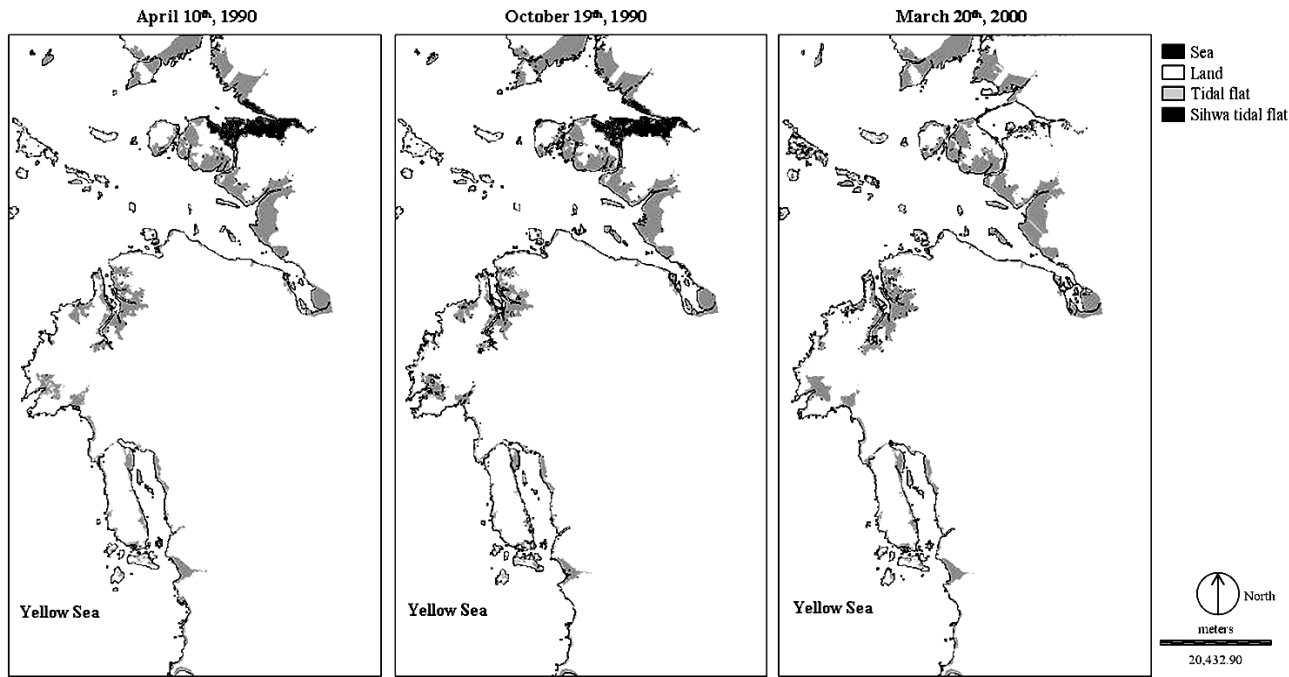 April 10th, 1990
October 19th, 1990
March 20th, 2000
Sea
Land
Tidal flat
Sihwa tidal flat
Yellow Sea
Yellow Sea
Yellow Sea
North
meters
20,432.90